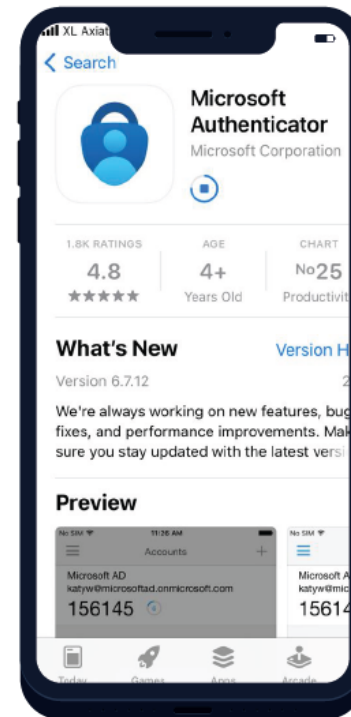 XL Axiat
Search
Microsoft
Authenticator
Microsoft Corporation
1.8K RATINGS
AGE
CHART
4.8
4+
No25
★★★★★
Years Old
Productivit
What's New
Version H
Version 6.7.12
2
We're always working on new features, bug
fixes, and performance improvements. Mak
sure you stay updated with the latest versi
Preview
No SIM
11:26 AM
No SIM
Accounts
Microsoft AD
Microsoft A
katyw@microsoftad.onmicrosoft.com
katyw@mic
156145
15614
Today
Games
Apps
Arcade